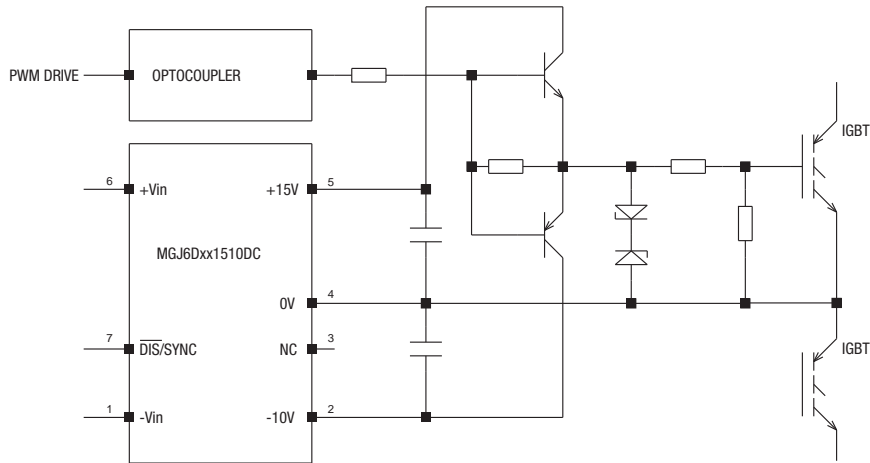 PWM DRIVE
OPTOCOUPLER
IGBT
6
+Vin
+15V
5
MGJ6Dxx1510DC
0V
4
7
DIS/SYNC
NC
3
IGBT
1
-Vin
-10V
2